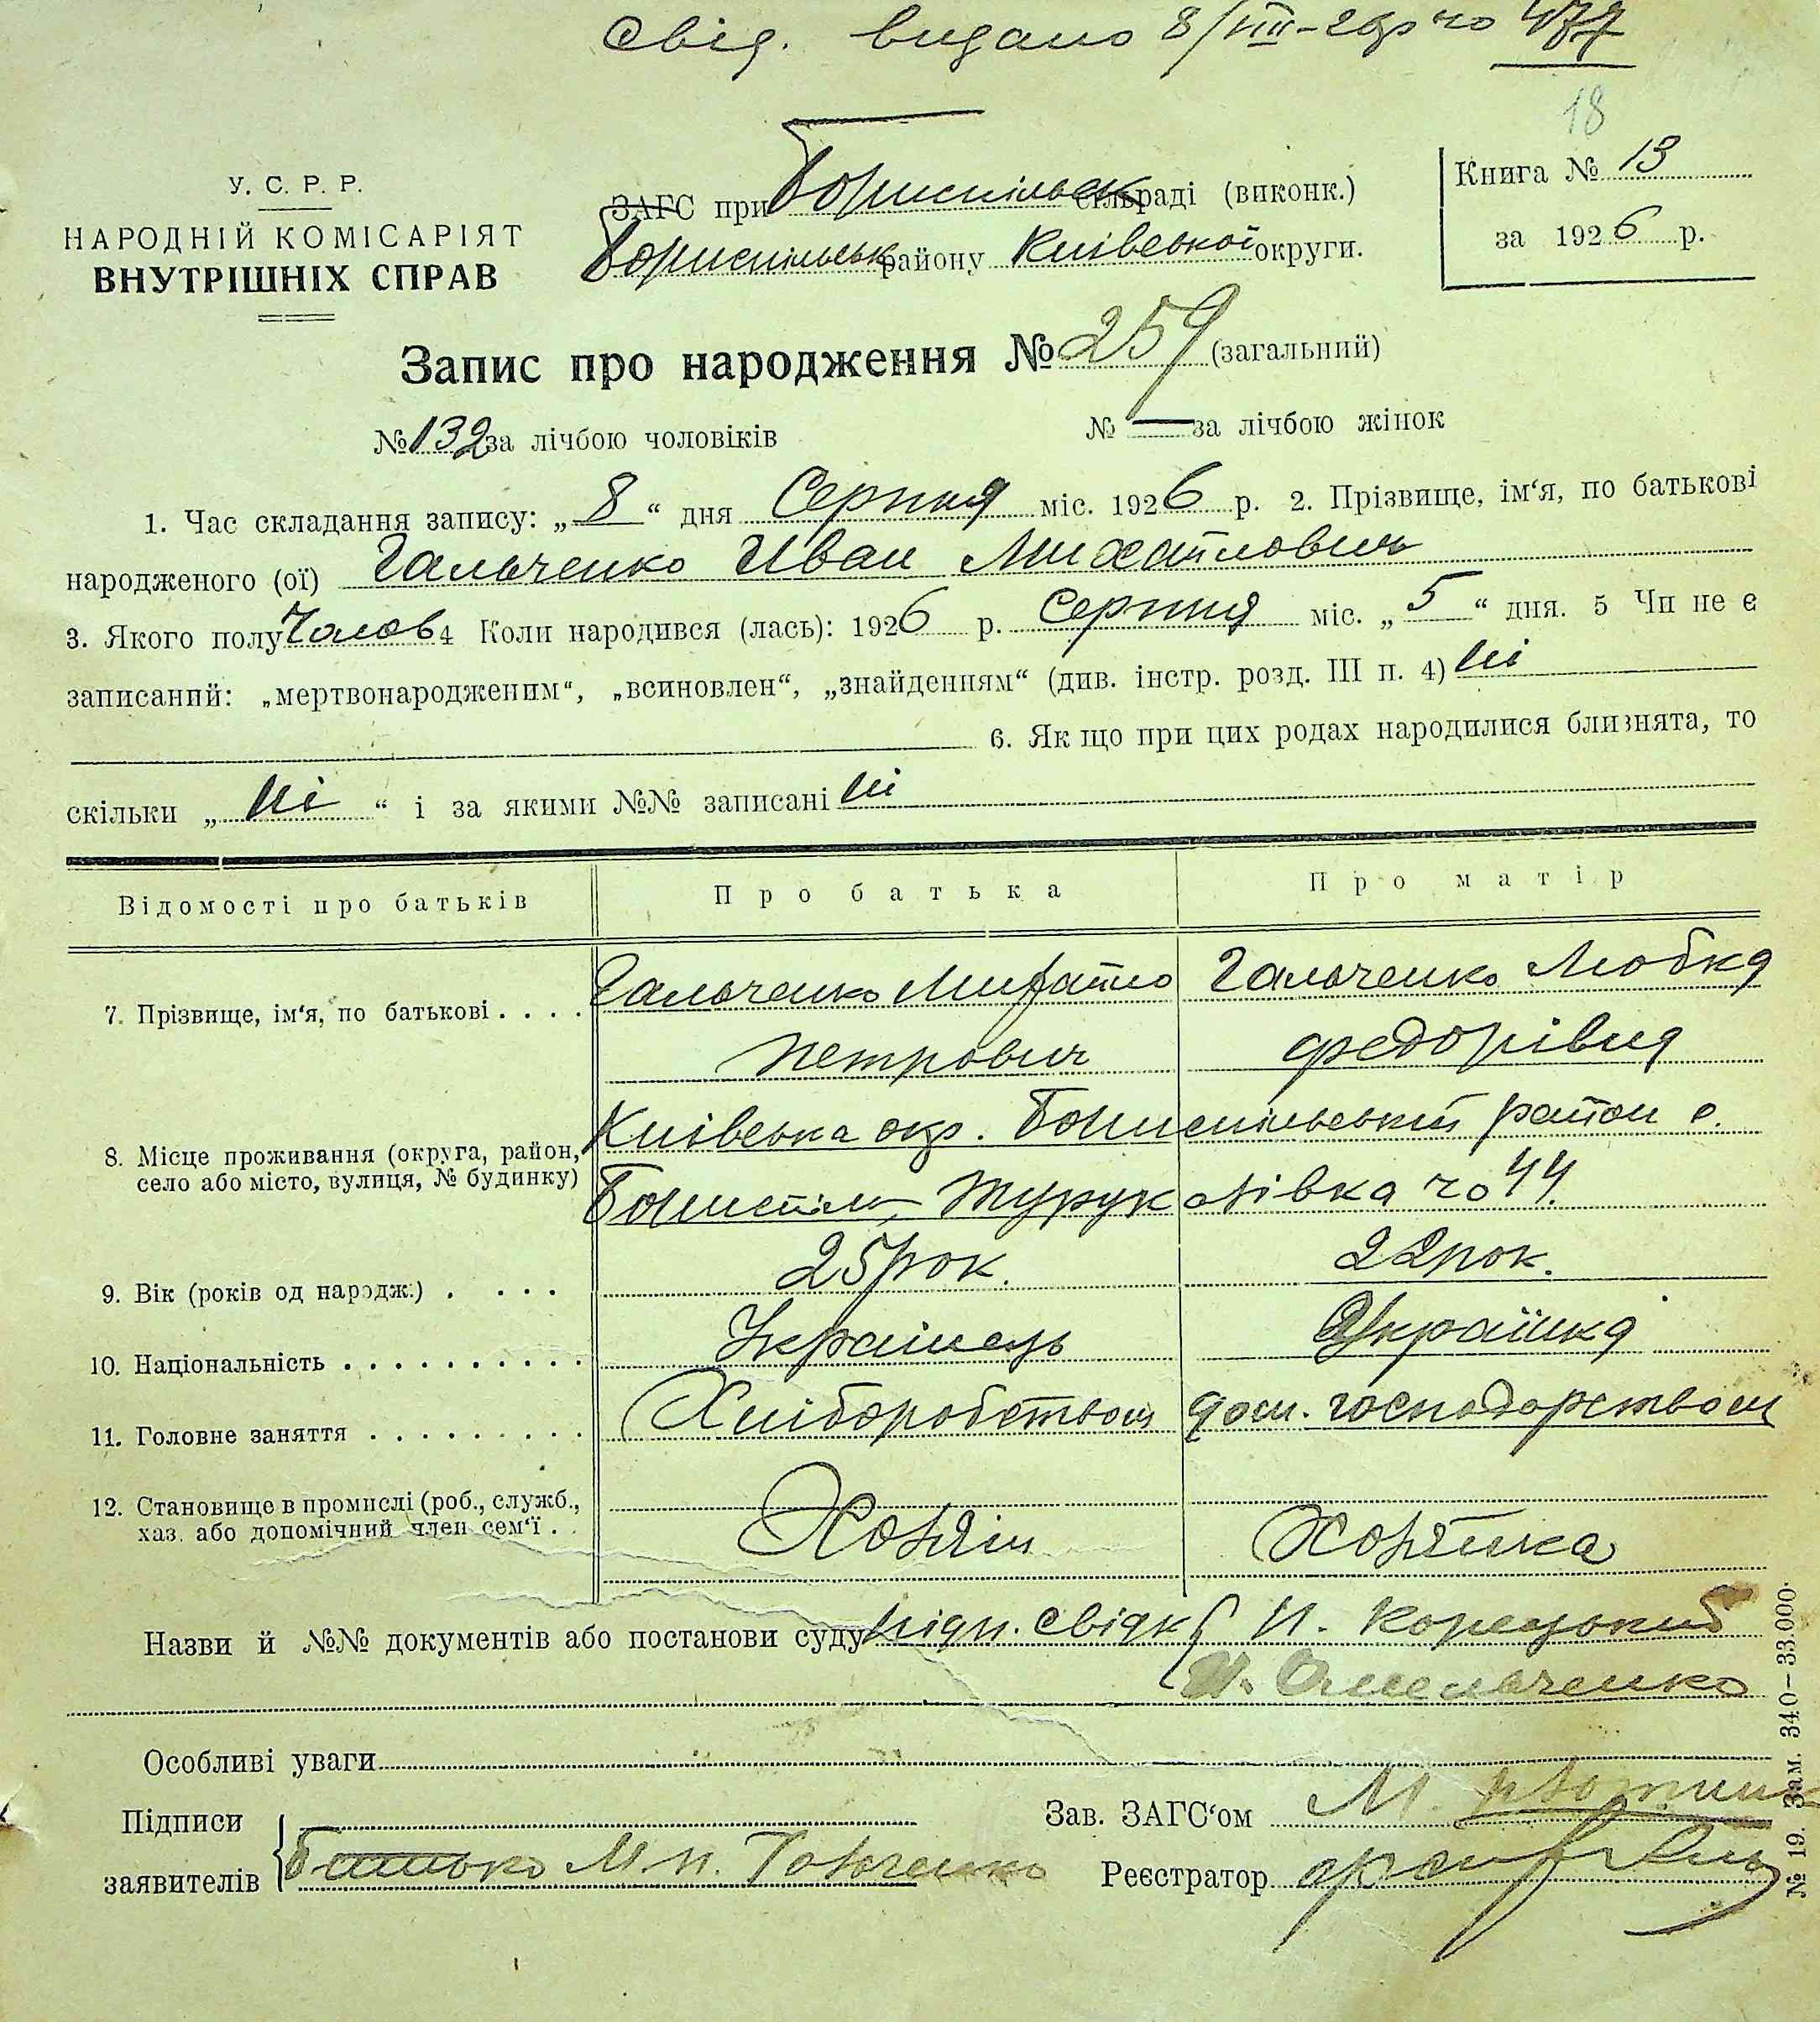 Свід. видано 8/VIII-26р чо 477
18
У. С. Р. Р.
НАРОДНІЙ КОМІСАРІЯТ
ВНУТРІШНІХ СПРАВ
ЗАГС при Бориспільськ сільраді (виконк.)
Бориспільськ району Київської округи.
Книга № 13
за 1926 р.
Запис про народження № 259 (загальний)
№ 132 за лічбою чоловіків № — за лічбою жінок
1. Час складання запису: „8“ дня Серпня міс. 1926 р. 2. Прізвище, ім‘я, по батькові
народженого (ої) Гальченко Иван Михайлович
3. Якого полу Чолов 4 Коли народився (лась): 1926 р. Серпня міс. „5“ дня. 5 Чи не є
записаний: „мертвонародженим“, „всиновлен“, „знайденням“ (див. інстр. розд. III п. 4) ні
6. Як що при цих родах народилися близнята, то
скільки „ні“ і за якими №№ записані ні
Відомості про батьків Про батька Про матір
7. Прізвище, ім‘я, по батькові . . . . Гальченко Михайло Гальченко Любка
Петрович Федорівна
8. Місце проживання (округа, район, Київська окр. Бориспільський район с.
село або місто, вулиця, № будинку) Бориспіль, чо 44.
9. Вік (років од народж.) . . . . 25 рок. 22 рок.
10. Національність . . . . . . . . . . Українець Українка
11. Головне заняття . . . . . . . . . Хліборобством дом. господарством
12. Становище в промислі (роб., служб.,
хаз. або допомічний член сем‘ї . . Хозяін Хозяйка
Назви й №№ документів або постанови суду підп. свідк И. Корецький
И. Омельченко
Особливі уваги
Підписи
заявителів М. П. Гальченко
Зав. ЗАГС‘ом М.
Реєстратор
№ 19. Зам. 340–33.000.